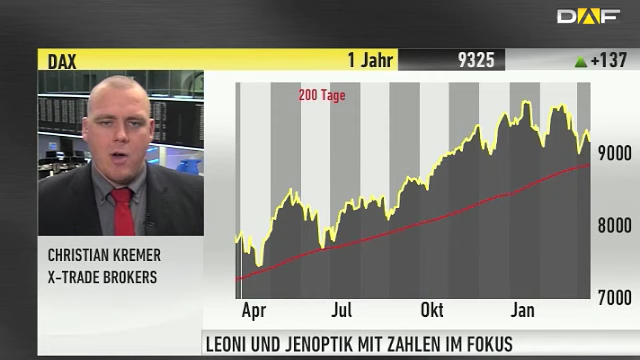 DAF
DAX 1 Jahr 9325 +137
200 Tage
9000
8000
7000
Apr Jul Okt Jan
CHRISTIAN KREMER
X-TRADE BROKERS
LEONI UND JENOPTIK MIT ZAHLEN IM FOKUS